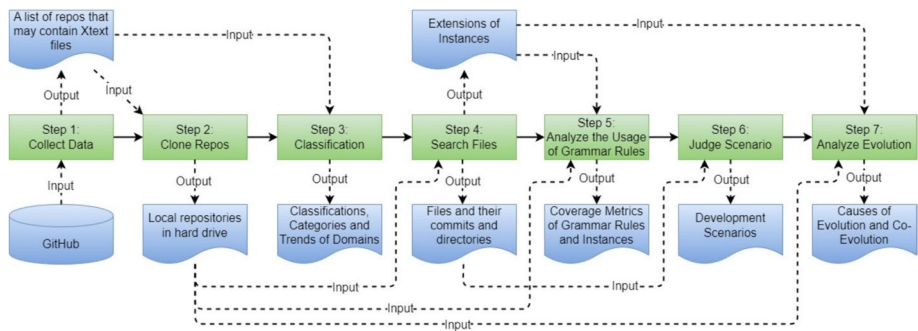 A list of repos that
may contain Xtext
files
Input
Extensions of
Instances
Input
Input
Output
Input
Output
Step 1:
Collect Data
Step 2:
Clone Repos
Step 3:
Classification
Step 4:
Search Files
Step 5:
Analyze the Usage
of Grammar Rules
Step 6:
Judge Scenario
Step 7:
Analyze Evolution
Input
Output
Output
Output
Output
Output
Output
GitHub
Local repositories
in hard drive
Classifications,
Categories and
Trends of Domains
Files and their
commits and
directories
Coverage Metrics
of Grammar Rules
and Instances
Development
Scenarios
Causes of
Evolution and Co-
Evolution
Input
Input
Input
Input